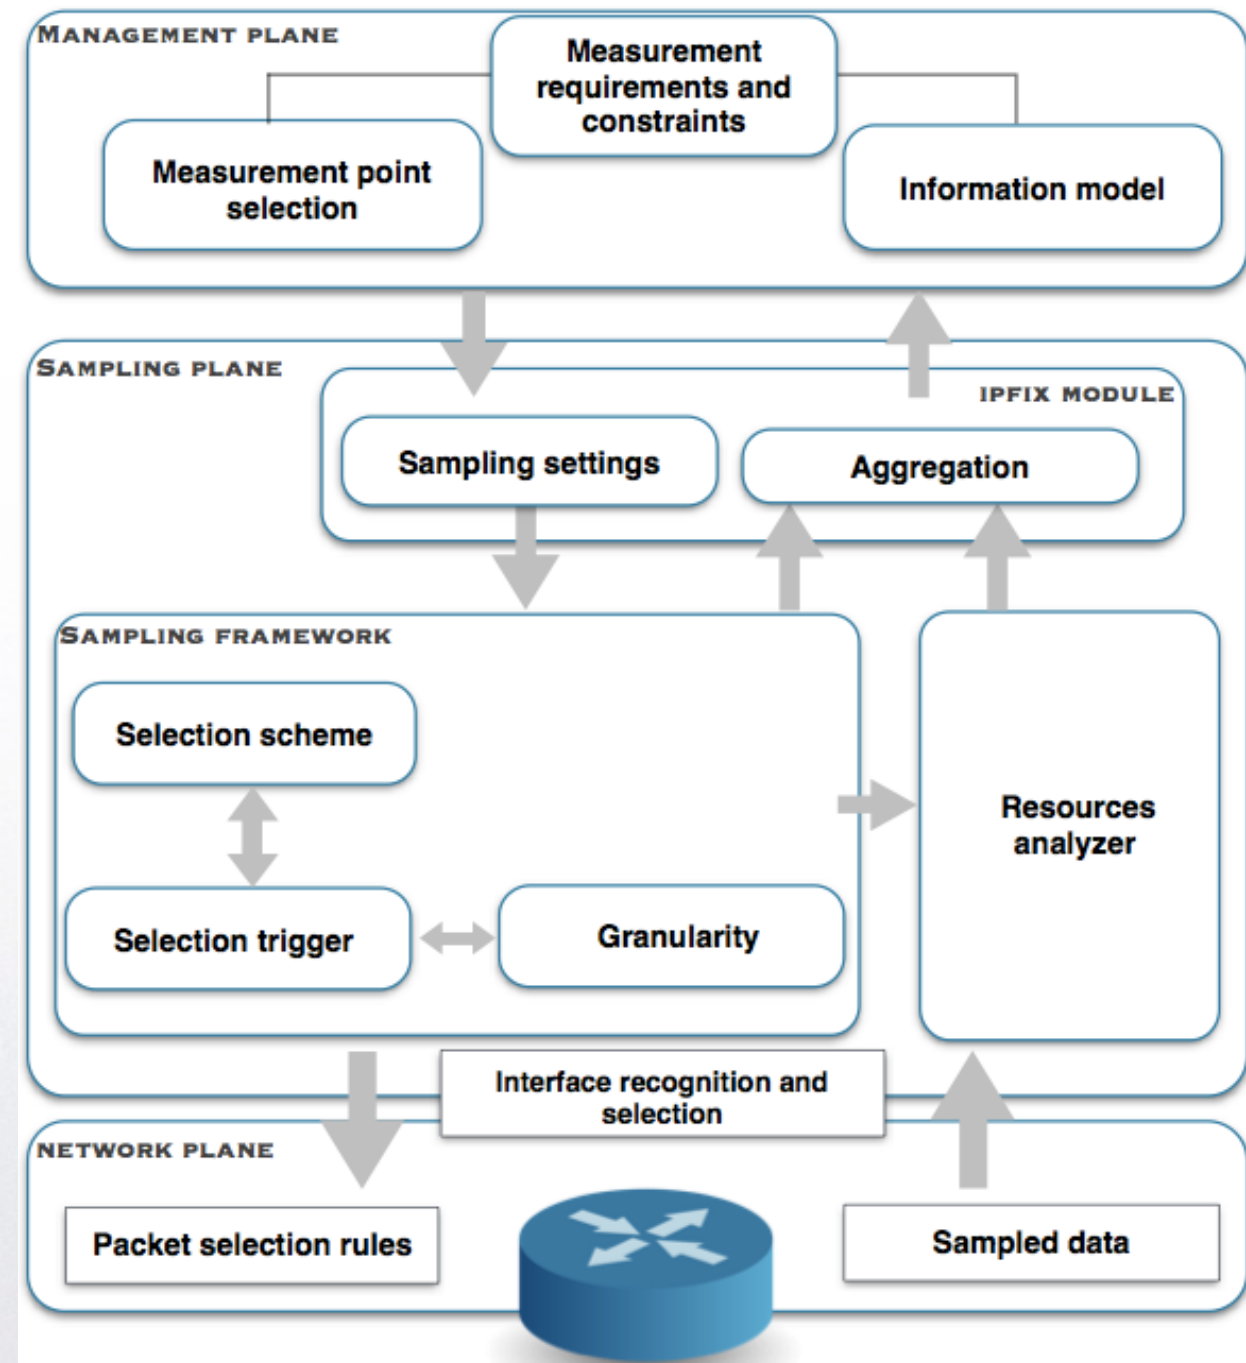 MANAGEMENT PLANE
Measurement
requirements and
constraints
Measurement point
selection
Information model
SAMPLING PLANE
IPFIX MODULE
Sampling settings
Aggregation
SAMPLING FRAMEWORK
Selection scheme
Resources
analyzer
Selection trigger
Granularity
Interface recognition and
selection
NETWORK PLANE
Packet selection rules
Sampled data